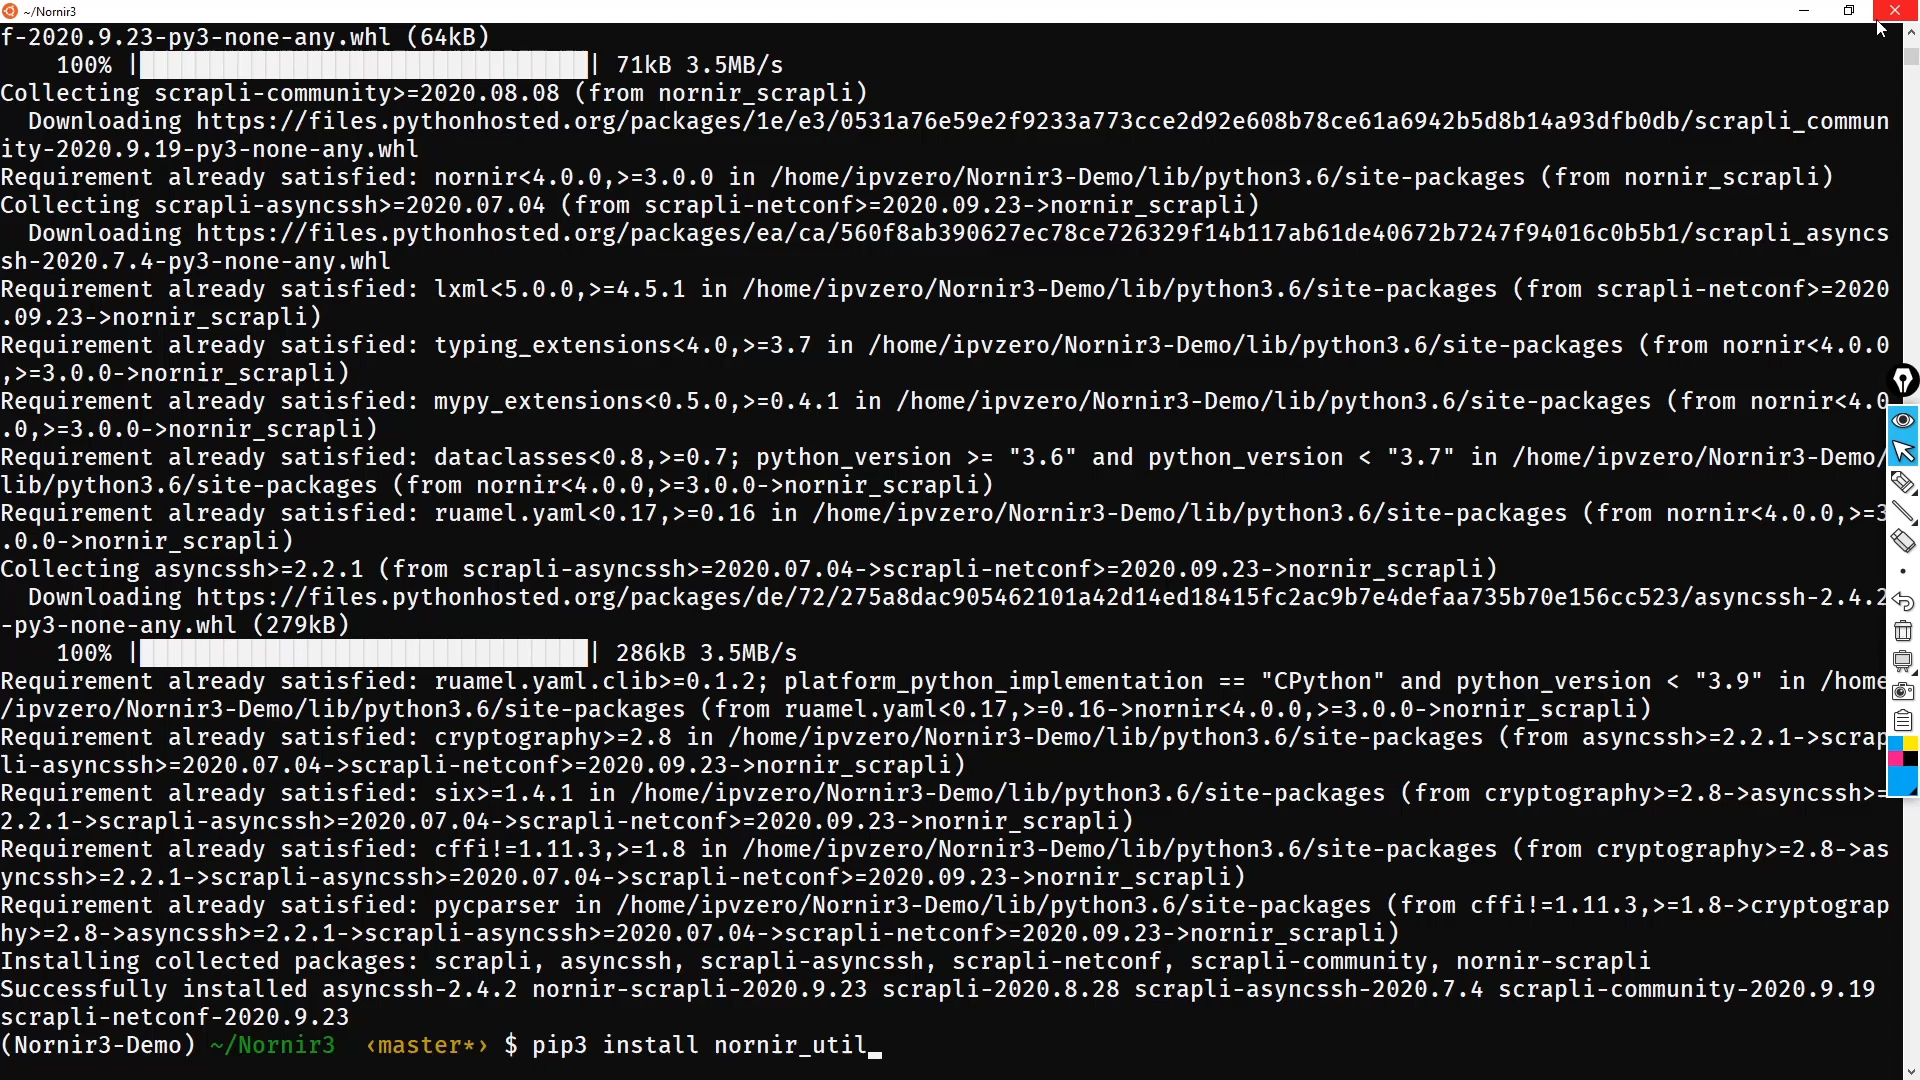 ~/Nornir3
f-2020.9.23-py3-none-any.whl (64kB)
    100% |████████████████████████████████| 71kB 3.5MB/s
Collecting scrapli-community>=2020.08.08 (from nornir_scrapli)
  Downloading https://files.pythonhosted.org/packages/1e/e3/0531a76e59e2f9233a773cce2d92e608b78ce61a6942b5d8b14a93dfb0db/scrapli_commun
ity-2020.9.19-py3-none-any.whl
Requirement already satisfied: nornir<4.0.0,>=3.0.0 in /home/ipvzero/Nornir3-Demo/lib/python3.6/site-packages (from nornir_scrapli)
Collecting scrapli-asyncssh>=2020.07.04 (from scrapli-netconf>=2020.09.23->nornir_scrapli)
  Downloading https://files.pythonhosted.org/packages/ea/ca/560f8ab390627ec78ce726329f14b117ab61de40672b7247f94016c0b5b1/scrapli_asyncs
sh-2020.7.4-py3-none-any.whl
Requirement already satisfied: lxml<5.0.0,>=4.5.1 in /home/ipvzero/Nornir3-Demo/lib/python3.6/site-packages (from scrapli-netconf>=2020
.09.23->nornir_scrapli)
Requirement already satisfied: typing_extensions<4.0,>=3.7 in /home/ipvzero/Nornir3-Demo/lib/python3.6/site-packages (from nornir<4.0.0
,>=3.0.0->nornir_scrapli)
Requirement already satisfied: mypy_extensions<0.5.0,>=0.4.1 in /home/ipvzero/Nornir3-Demo/lib/python3.6/site-packages (from nornir<4.0
.0,>=3.0.0->nornir_scrapli)
Requirement already satisfied: dataclasses<0.8,>=0.7; python_version >= "3.6" and python_version < "3.7" in /home/ipvzero/Nornir3-Demo/
lib/python3.6/site-packages (from nornir<4.0.0,>=3.0.0->nornir_scrapli)
Requirement already satisfied: ruamel.yaml<0.17,>=0.16 in /home/ipvzero/Nornir3-Demo/lib/python3.6/site-packages (from nornir<4.0.0,>=3
.0.0->nornir_scrapli)
Collecting asyncssh>=2.2.1 (from scrapli-asyncssh>=2020.07.04->scrapli-netconf>=2020.09.23->nornir_scrapli)
  Downloading https://files.pythonhosted.org/packages/de/72/275a8dac905462101a42d14ed18415fc2ac9b7e4defaa735b70e156cc523/asyncssh-2.4.2
-py3-none-any.whl (279kB)
    100% |████████████████████████████████| 286kB 3.5MB/s
Requirement already satisfied: ruamel.yaml.clib>=0.1.2; platform_python_implementation == "CPython" and python_version < "3.9" in /home
/ipvzero/Nornir3-Demo/lib/python3.6/site-packages (from ruamel.yaml<0.17,>=0.16->nornir<4.0.0,>=3.0.0->nornir_scrapli)
Requirement already satisfied: cryptography>=2.8 in /home/ipvzero/Nornir3-Demo/lib/python3.6/site-packages (from asyncssh>=2.2.1->scrap
li-asyncssh>=2020.07.04->scrapli-netconf>=2020.09.23->nornir_scrapli)
Requirement already satisfied: six>=1.4.1 in /home/ipvzero/Nornir3-Demo/lib/python3.6/site-packages (from cryptography>=2.8->asyncssh>=
2.2.1->scrapli-asyncssh>=2020.07.04->scrapli-netconf>=2020.09.23->nornir_scrapli)
Requirement already satisfied: cffi!=1.11.3,>=1.8 in /home/ipvzero/Nornir3-Demo/lib/python3.6/site-packages (from cryptography>=2.8->as
yncssh>=2.2.1->scrapli-asyncssh>=2020.07.04->scrapli-netconf>=2020.09.23->nornir_scrapli)
Requirement already satisfied: pycparser in /home/ipvzero/Nornir3-Demo/lib/python3.6/site-packages (from cffi!=1.11.3,>=1.8->cryptograp
hy>=2.8->asyncssh>=2.2.1->scrapli-asyncssh>=2020.07.04->scrapli-netconf>=2020.09.23->nornir_scrapli)
Installing collected packages: scrapli, asyncssh, scrapli-asyncssh, scrapli-netconf, scrapli-community, nornir-scrapli
Successfully installed asyncssh-2.4.2 nornir-scrapli-2020.9.23 scrapli-2020.8.28 scrapli-asyncssh-2020.7.4 scrapli-community-2020.9.19
scrapli-netconf-2020.9.23
(Nornir3-Demo) ~/Nornir3  ‹master*› $ pip3 install nornir_util_